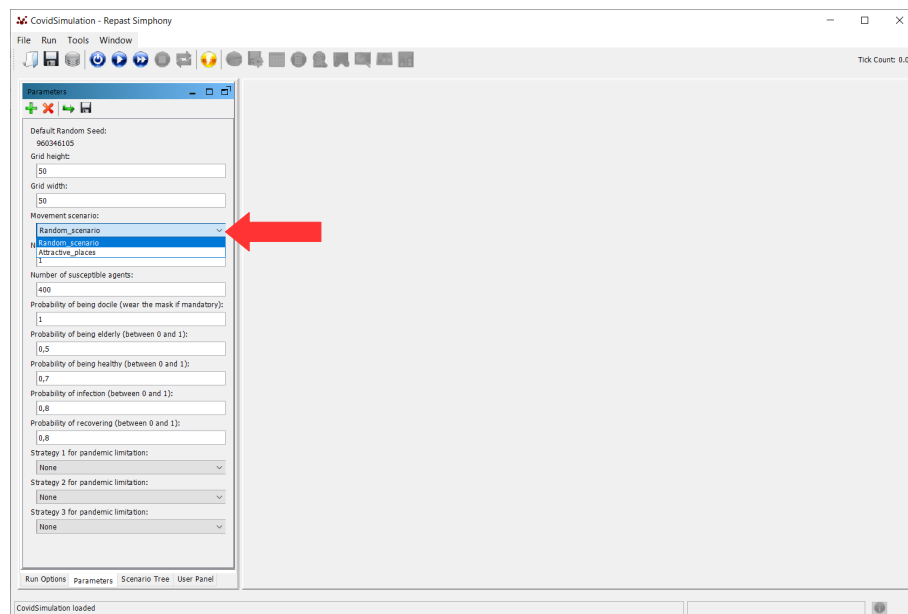 CovidSimulation - Repast Simphony
File Run Tools Window
Tick Count: 0.0
Parameters
Default Random Seed:
960346105
Grid height:
50
Grid width:
50
Movement scenario:
Random_scenario
Random_scenario
Attractive_places
1
Number of susceptible agents:
400
Probability of being docile (wear the mask if mandatory):
1
Probability of being elderly (between 0 and 1):
0,5
Probability of being healthy (between 0 and 1):
0,7
Probability of infection (between 0 and 1):
0,8
Probability of recovering (between 0 and 1):
0,8
Strategy 1 for pandemic limitation:
None
Strategy 2 for pandemic limitation:
None
Strategy 3 for pandemic limitation:
None
Run Options Parameters Scenario Tree User Panel
CovidSimulation loaded